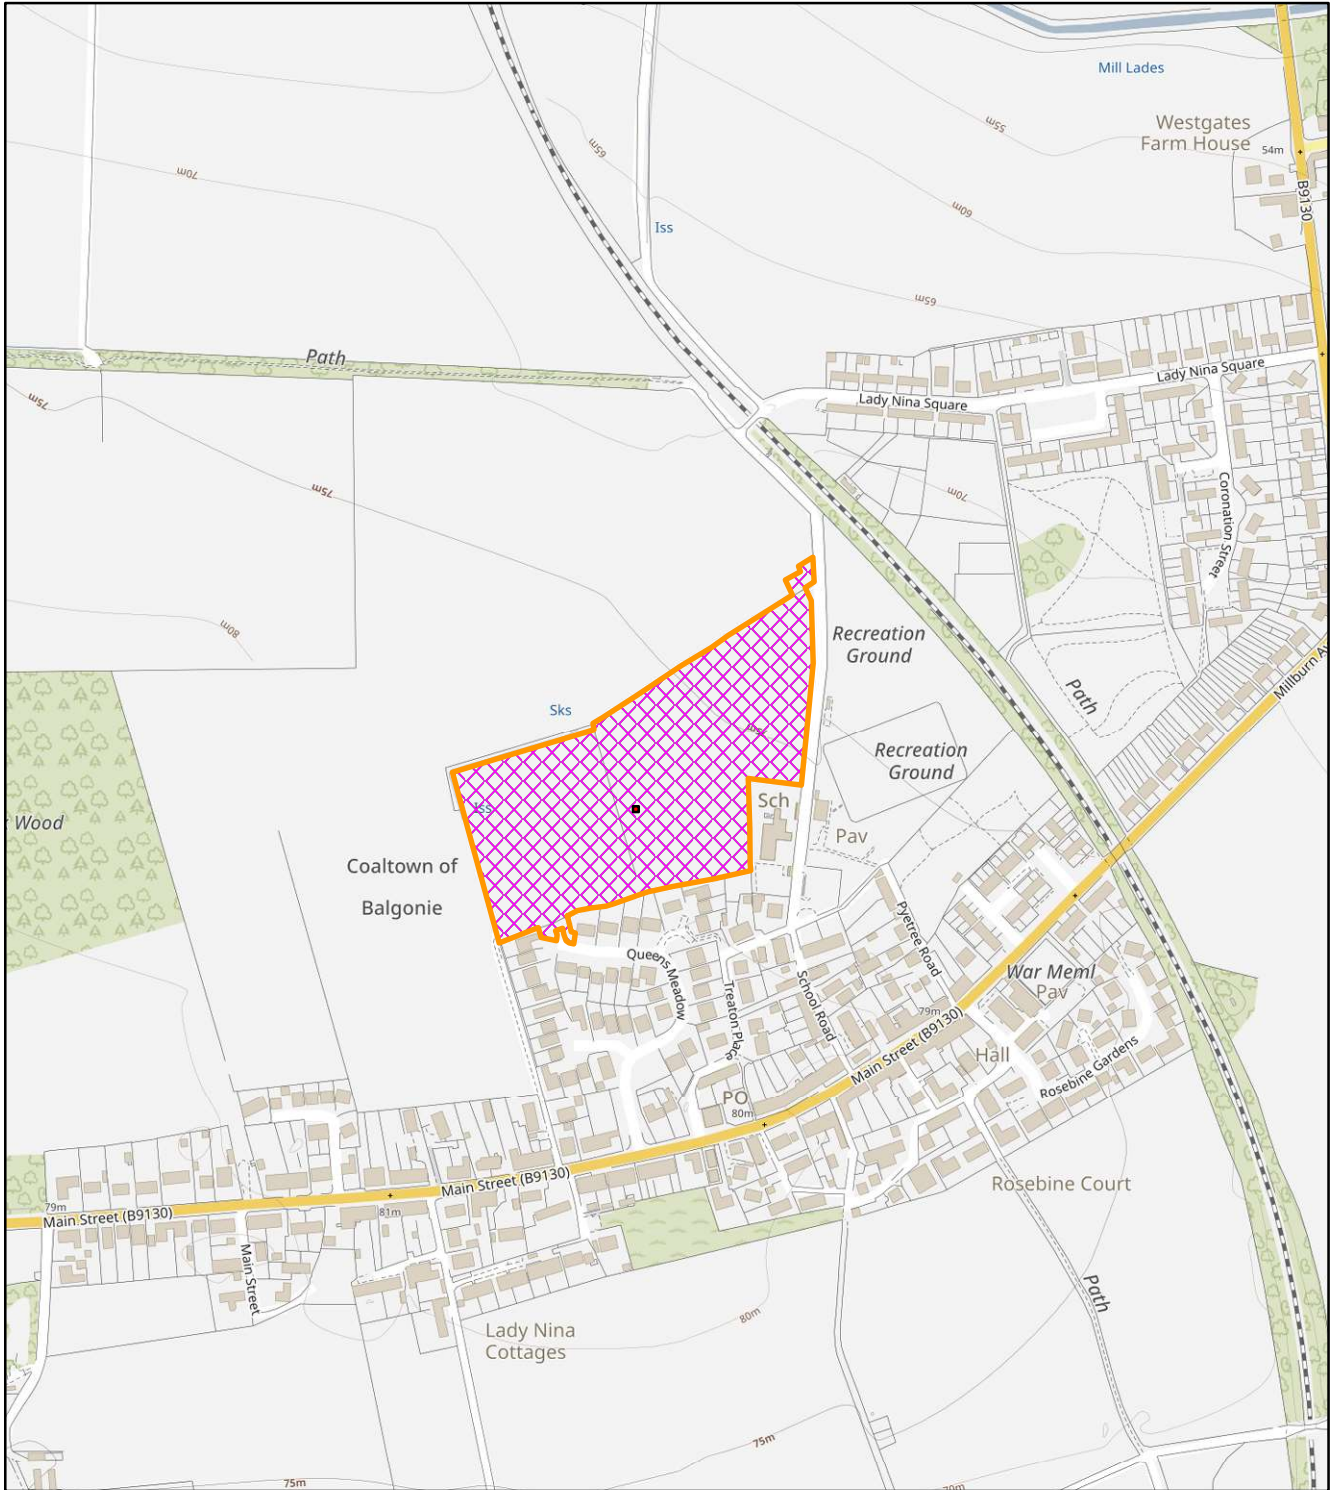 Mill Lades
Westgates
Farm House
54m
55m
65m
70m
60m
B9130
Iss
65m
Path
Lady Nina Square
Lady Nina Square
75m
75m
70m
Coronation Street
80m
Recreation
Ground
Path
Millburn Av
Sks
75m
Recreation
Ground
Iss
Sch
Pav
Wood
Coaltown of
Balgonie
Pyetree Road
Queens Meadow
War Meml
Pav
School Road
Treaton Place
79m
Main Street (B9130)
Hall
Rosebine Gardens
PO
80m
Main Street (B9130)
Rosebine Court
79m
Main Street (B9130)
81m
Main Street
Path
80m
Lady Nina
Cottages
75m
75m
70m